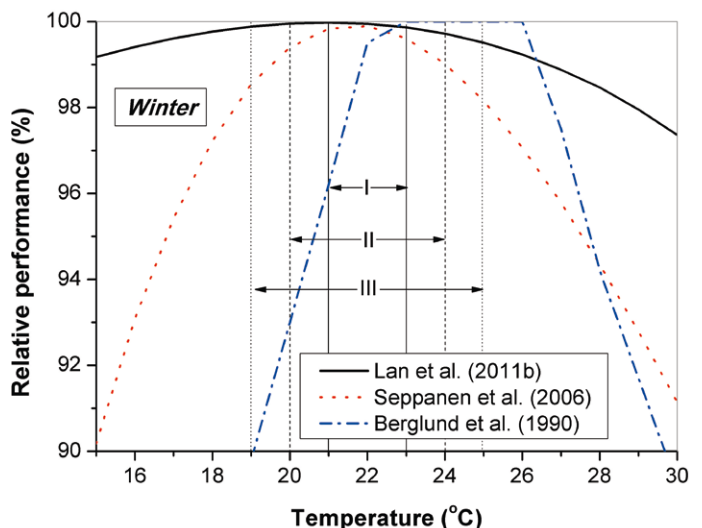 100
98
96
94
92
90
Relative performance (%)
Winter
I
II
III
Lan et al. (2011b)
Seppanen et al. (2006)
Berglund et al. (1990)
16 18 20 22 24 26 28 30
Temperature (°C)